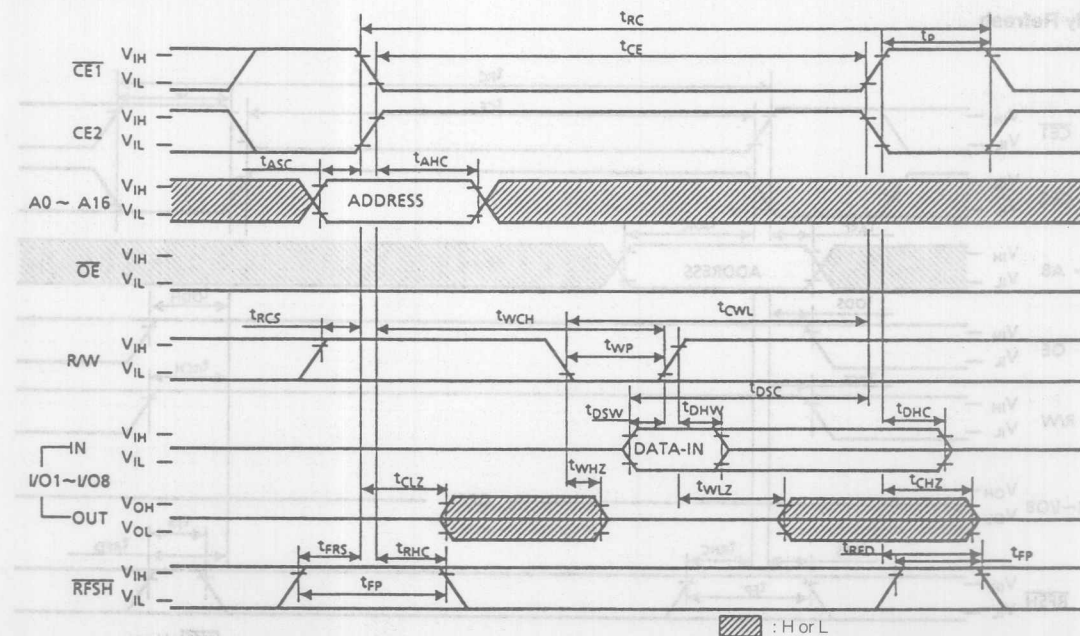 tRC
tP
VIH
CE1
tCE
VIL
VIH
CE2
VIL
tASC
tAHC
VIH
A0 ~ A16
ADDRESS
VIL
VIH
OE
VIL
tRCS
tWCH
tCWL
VIH
R/W
tWP
VIL
tDSC
tDSW
tDHW
tDHC
VIH
IN
DATA-IN
VIL
I/O1~I/O8
tCLZ
tWHZ
tWLZ
tCHZ
OUT
VOH
VOL
tFRS
tRHC
tRFD
tFP
VIH
RFSH
tFP
VIL
: H or L